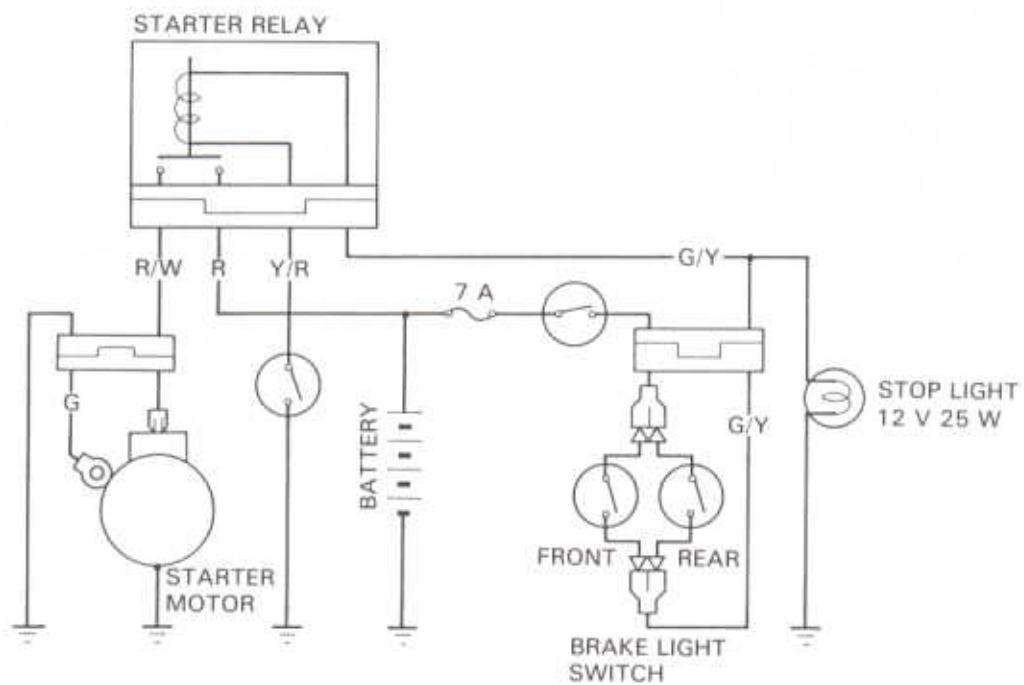 STARTER RELAY
R/W
R
Y/R
G/Y
7 A
G
BATTERY
G/Y
STOP LIGHT
12 V 25 W
FRONT
REAR
STARTER
MOTOR
BRAKE LIGHT
SWITCH